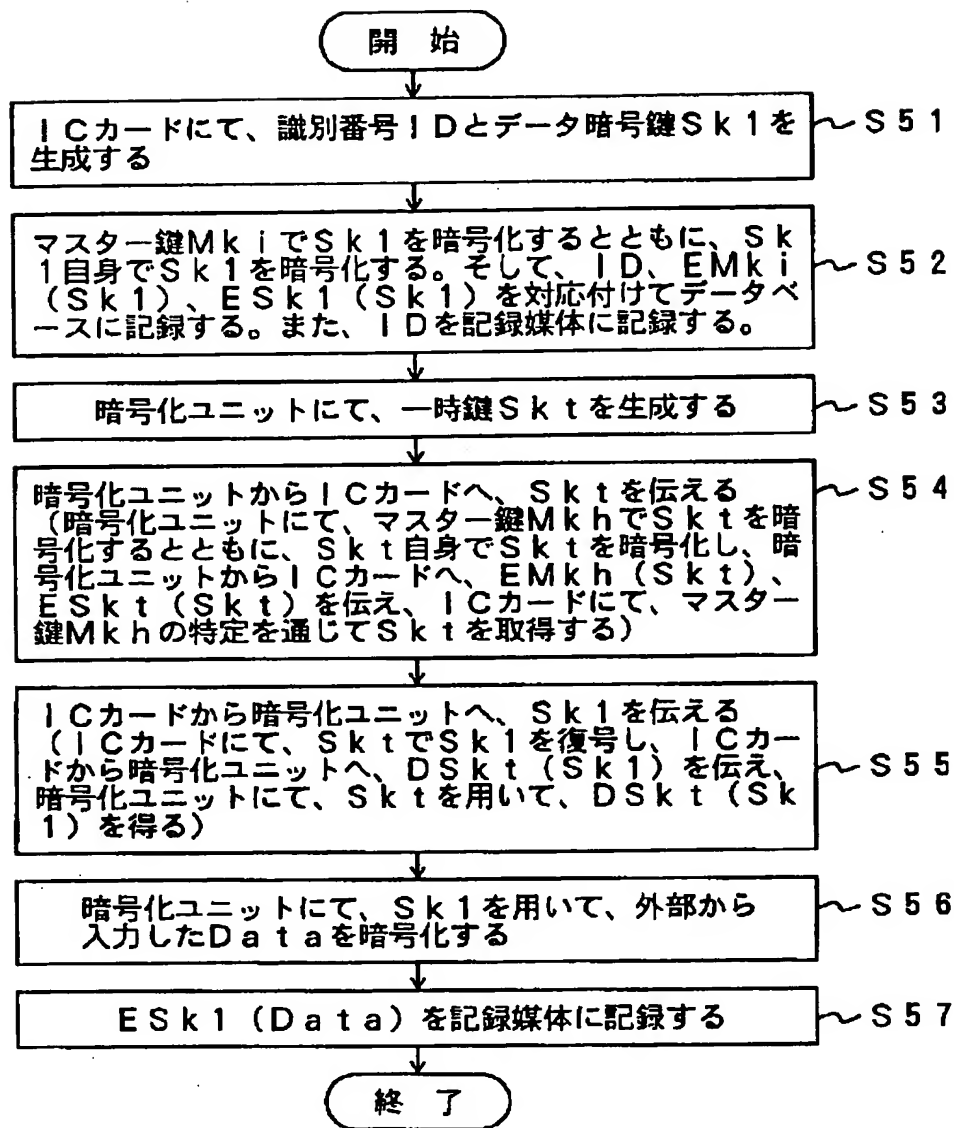 開 始
ICカードにて、識別番号IDとデータ暗号鍵Sk1を
生成する
S51
マスター鍵MkiでSk1を暗号化するとともに、Sk
1自身でSk1を暗号化する。そして、ID、EMki
(Sk1)、ESk1(Sk1)を対応付けてデータベ
ースに記録する。また、IDを記録媒体に記録する。
S52
暗号化ユニットにて、一時鍵Sktを生成する
S53
暗号化ユニットからICカードへ、Sktを伝える
(暗号化ユニットにて、マスター鍵MkhでSktを暗
号化するとともに、Skt自身でSktを暗号化し、暗
号化ユニットからICカードへ、EMkh(Skt)、
ESkt(Skt)を伝え、ICカードにて、マスター
鍵Mkhの特定を通じてSktを取得する)
S54
ICカードから暗号化ユニットへ、Sk1を伝える
(ICカードにて、SktでSk1を復号し、ICカー
ドから暗号化ユニットへ、DSkt(Sk1)を伝え、
暗号化ユニットにて、Sktを用いて、DSkt(Sk
1)を得る)
S55
暗号化ユニットにて、Sk1を用いて、外部から
入力したDataを暗号化する
S56
ESk1(Data)を記録媒体に記録する
S57
終 了